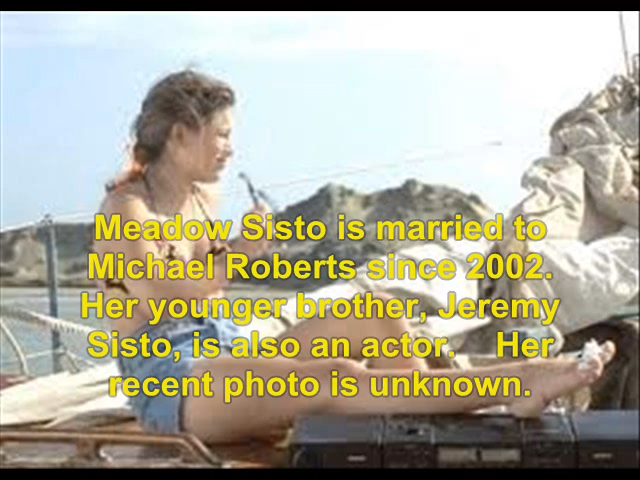 Meadow Sisto is married to
Michael Roberts since 2002.
Her younger brother, Jeremy
Sisto, is also an actor.    Her
recent photo is unknown.